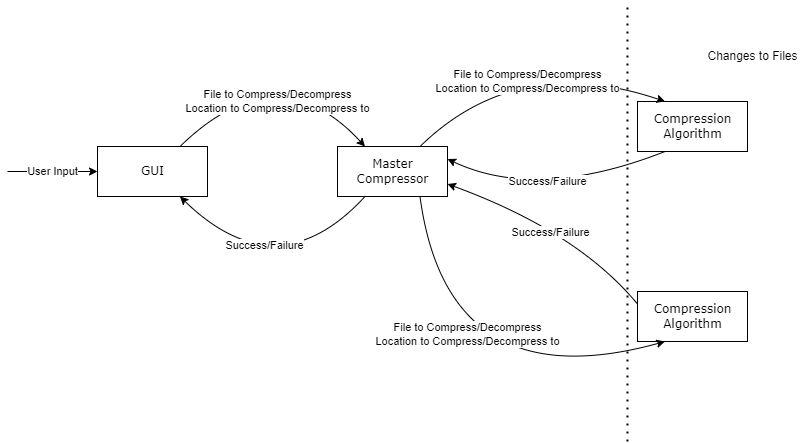 Changes to Files
File to Compress/Decompress
Location to Compress/Decompress to
File to Compress/Decompress
Location to Compress/Decompress to
Compression
Algorithm
User Input
GUI
Master
Compressor
Success/Failure
Success/Failure
Success/Failure
Compression
Algorithm
File to Compress/Decompress
Location to Compress/Decompress to